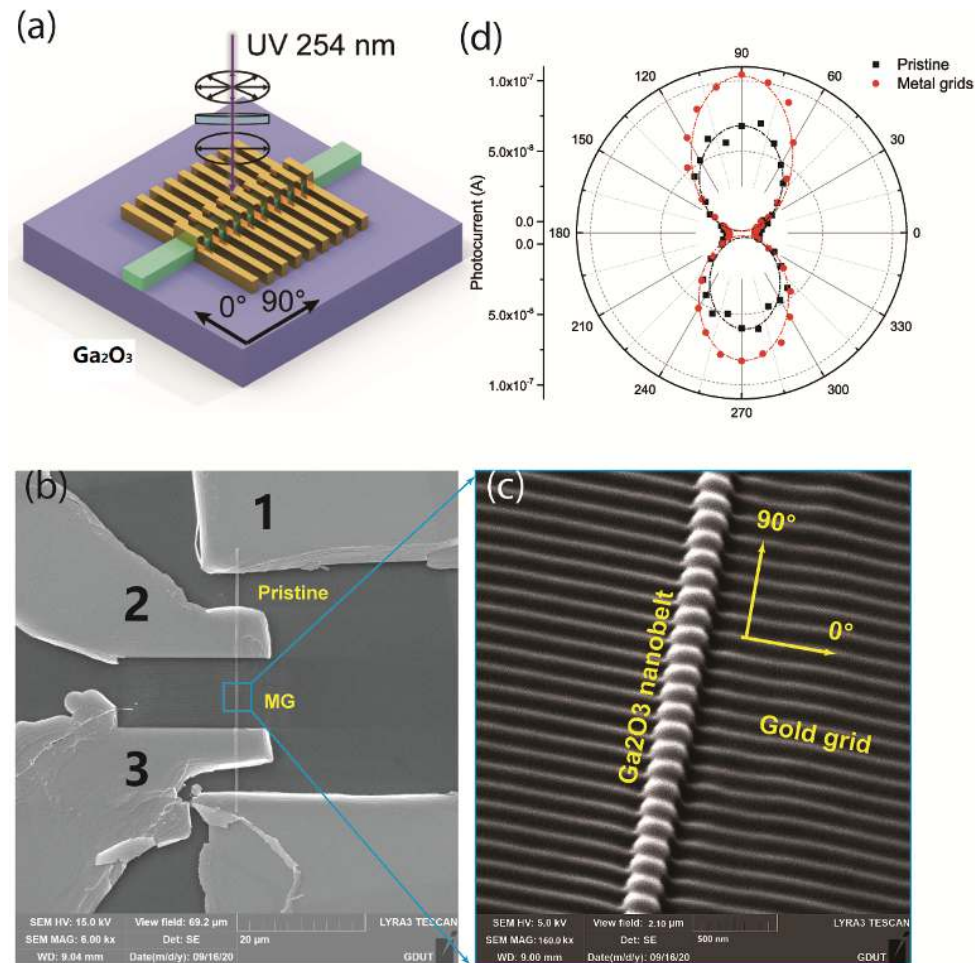 (a)
UV 254 nm
0°
90°
Ga₂O₃
(d)
Pristine
Metal grids
Photocurrent (A)
1.0x10⁻⁷
5.0x10⁻⁸
0.0
0.0
5.0x10⁻⁸
1.0x10⁻⁷
90
60
30
0
330
300
270
240
210
180
150
120
(b)
1
2
3
Pristine
MG
SEM HV: 15.0 kV
View field: 69.2 µm
LYRA3 TESCAN
SEM MAG: 6.00 kx
Det: SE
20 µm
WD: 9.04 mm
Date(m/d/y): 09/16/20
GDUT
(c)
90°
0°
Ga2O3 nanobelt
Gold grid
SEM HV: 5.0 kV
View field: 2.10 µm
LYRA3 TESCAN
SEM MAG: 160.0 kx
Det: SE
500 nm
WD: 9.00 mm
Date(m/d/y): 09/16/20
GDUT